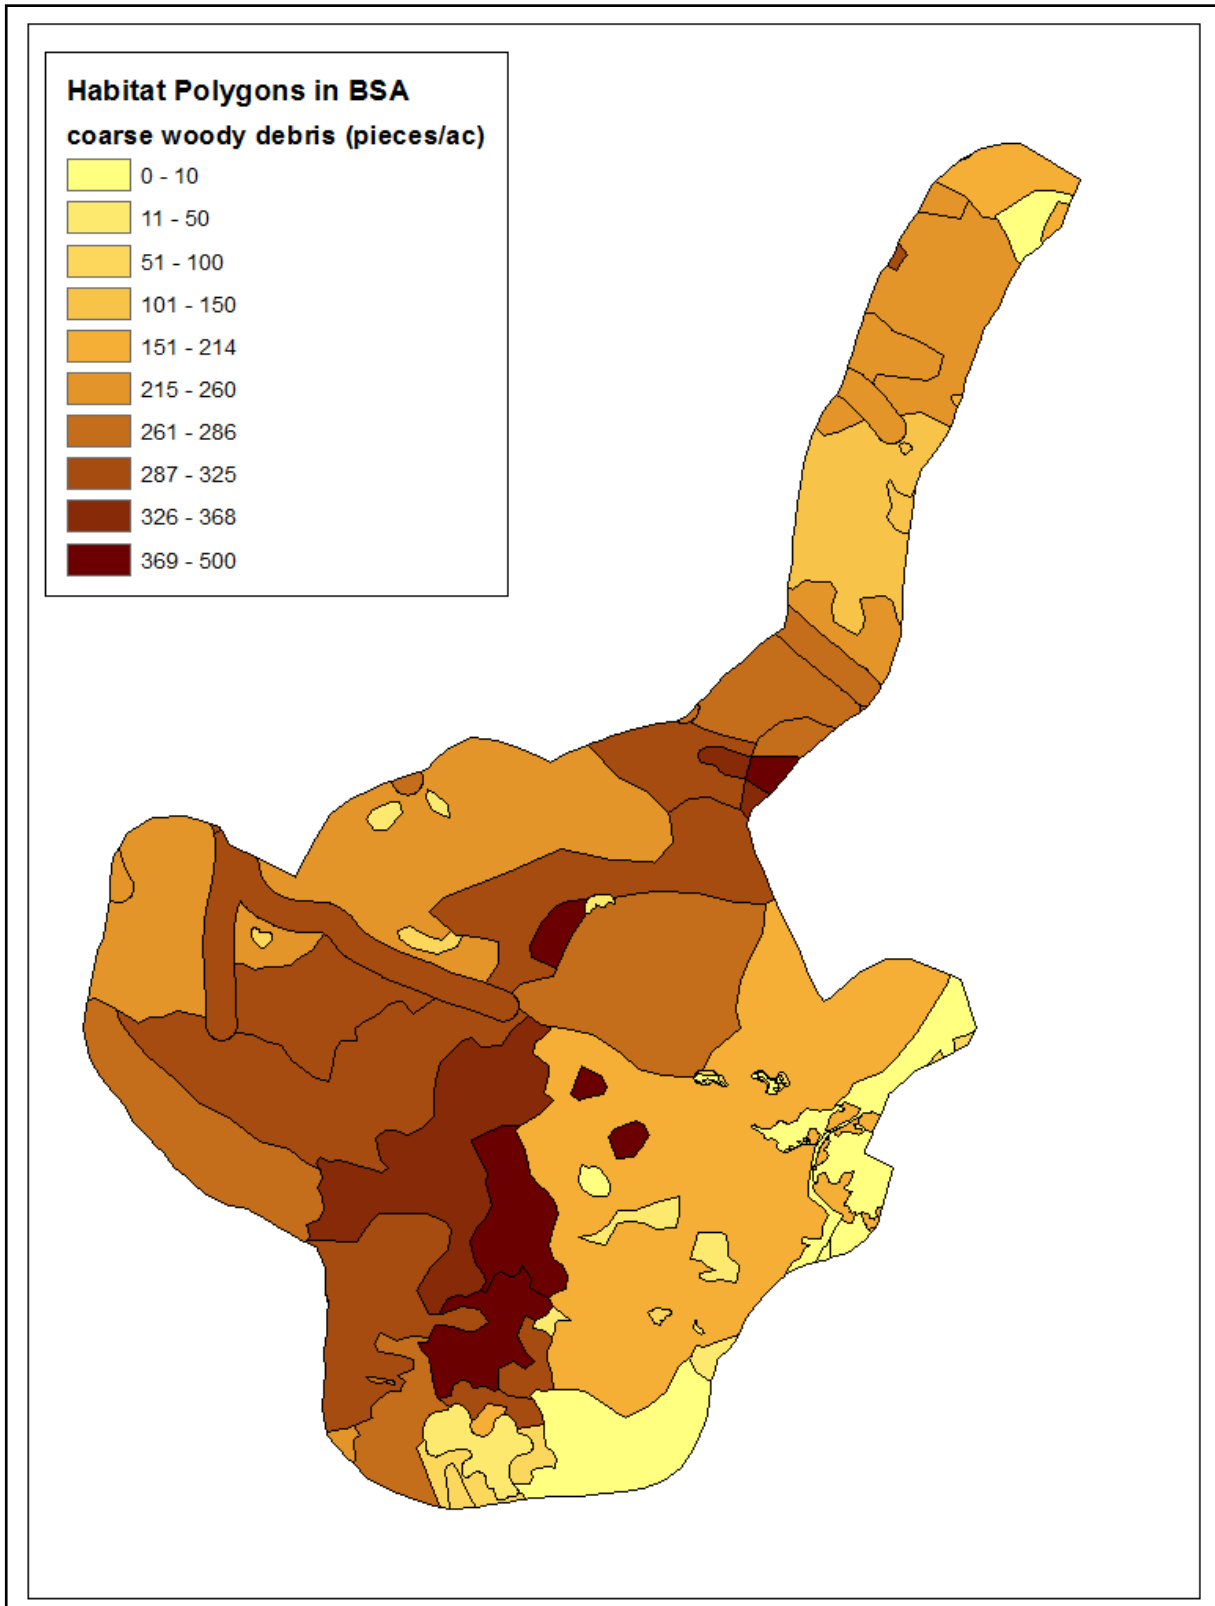 Habitat Polygons in BSA
coarse woody debris (pieces/ac)
0 - 10
11 - 50
51 - 100
101 - 150
151 - 214
215 - 260
261 - 286
287 - 325
326 - 368
369 - 500